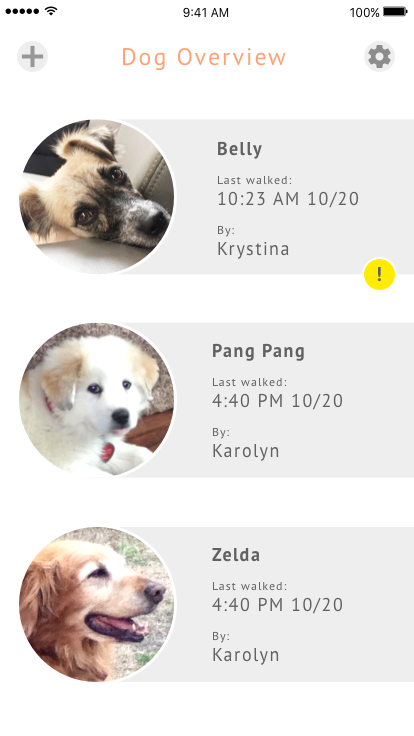 9:41 AM
100%
Dog Overview
Belly
Last walked:
10:23 AM 10/20
By:
Krystina
!
Pang Pang
Last walked:
4:40 PM 10/20
By:
Karolyn
Zelda
Last walked:
4:40 PM 10/20
By:
Karolyn